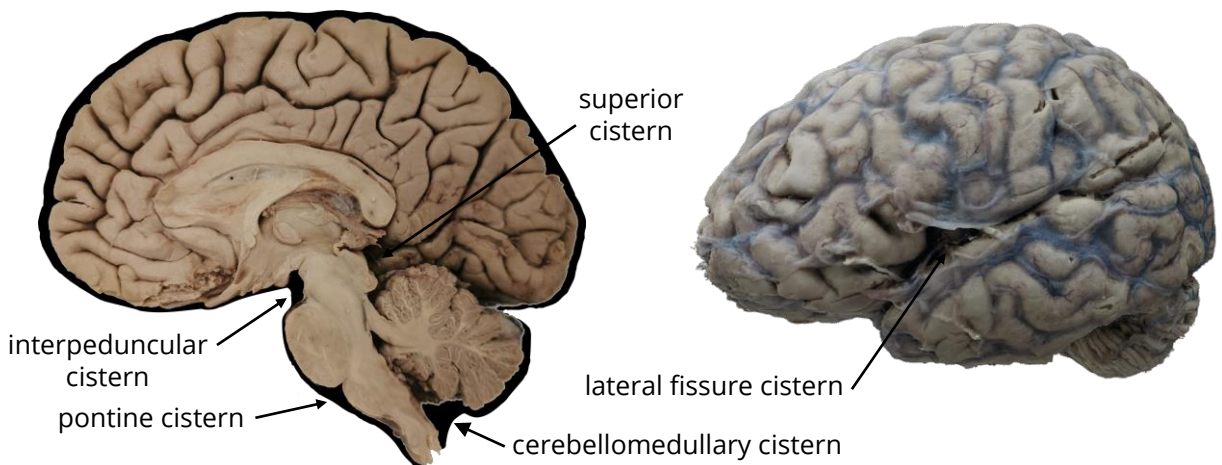 superior
cistern
interpeduncular
cistern
pontine cistern
lateral fissure cistern
cerebellomedullary cistern